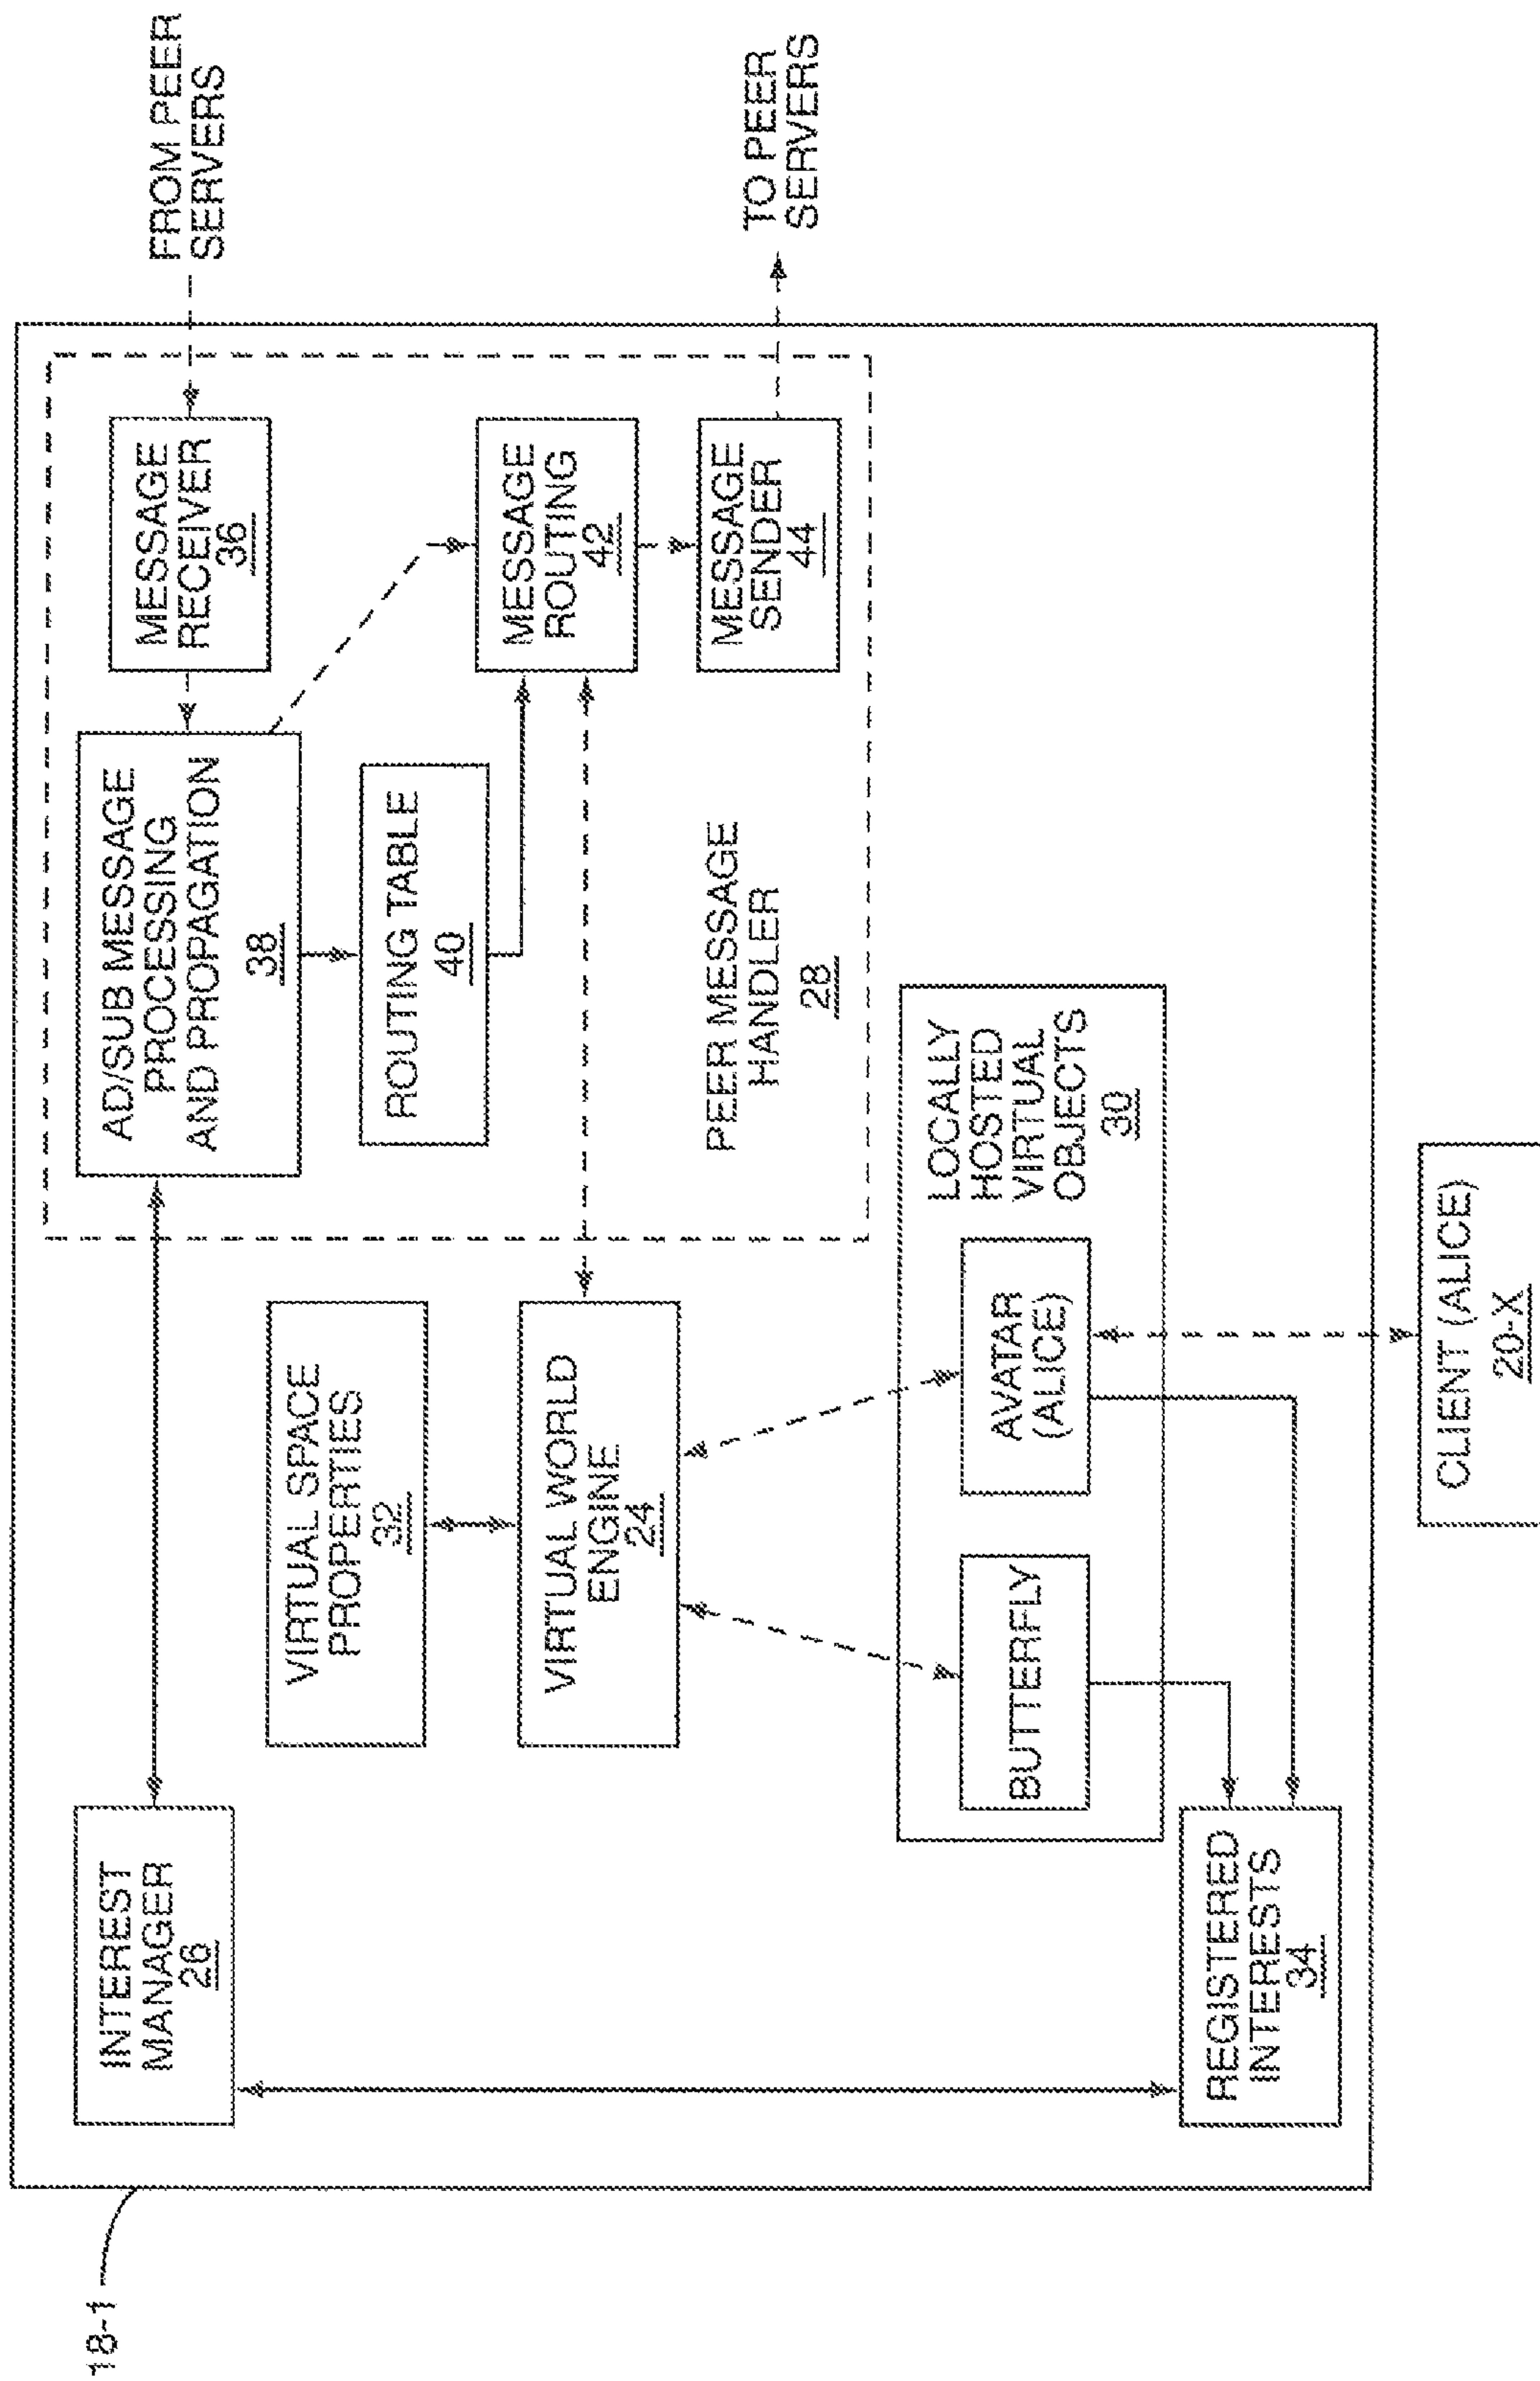 18-1
INTEREST
MANAGER
26
AD/SUB MESSAGE
PROCESSING
AND PROPAGATION
38
MESSAGE
RECEIVER
36
FROM PEER
SERVERS
VIRTUAL SPACE
PROPERTIES
32
ROUTING TABLE
40
MESSAGE
ROUTING
42
VIRTUAL WORLD
ENGINE
24
PEER MESSAGE
HANDLER
28
MESSAGE
SENDER
44
TO PEER
SERVERS
BUTTERFLY
AVATAR
(ALICE)
LOCALLY
HOSTED
VIRTUAL
OBJECTS
30
REGISTERED
INTERESTS
34
CLIENT (ALICE)
20-X